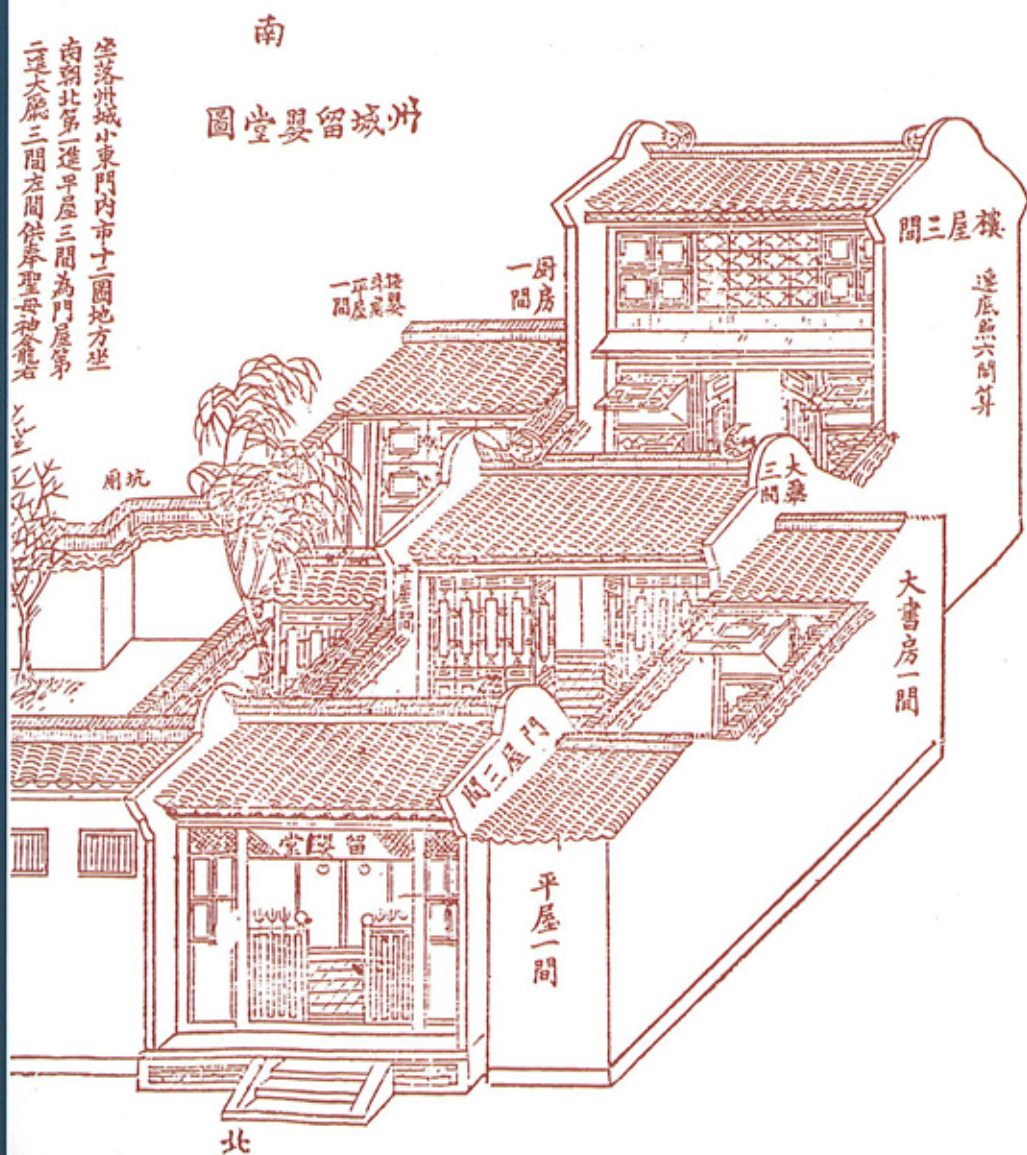 南
州城留嬰堂圖
坐落州城小東門內市十二圖地方坐
南朝北第一進平屋三間為門屋第
二進大廳三間左間供奉聖母神龕右
樓屋三間
連底照六間算
廚房一間
接嬰
平屋一間
大廳三間
坑廁
平屋
大書房一間
門屋三間
留嬰堂
平屋一間
北